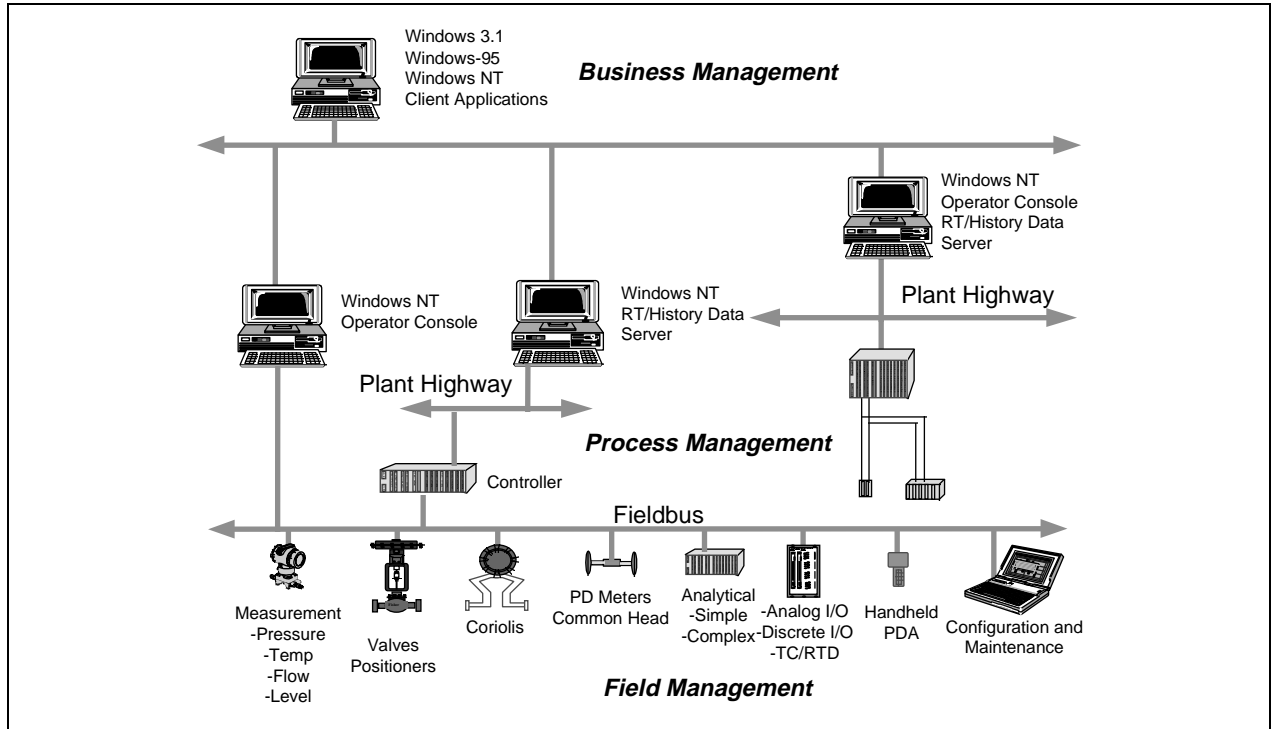 Windows 3.1
Windows-95
Windows NT
Client Applications
Business Management
Windows NT
Operator Console
RT/History Data
Server
Windows NT
Operator Console
Windows NT
RT/History Data
Server
Plant Highway
Plant Highway
Process Management
Controller
Fieldbus
Measurement
-Pressure
-Temp
-Flow
-Level
Valves
Positioners
Coriolis
PD Meters
Common Head
Analytical
-Simple
-Complex
-Analog I/O
-Discrete I/O
-TC/RTD
Handheld
PDA
Configuration and
Maintenance
Field Management